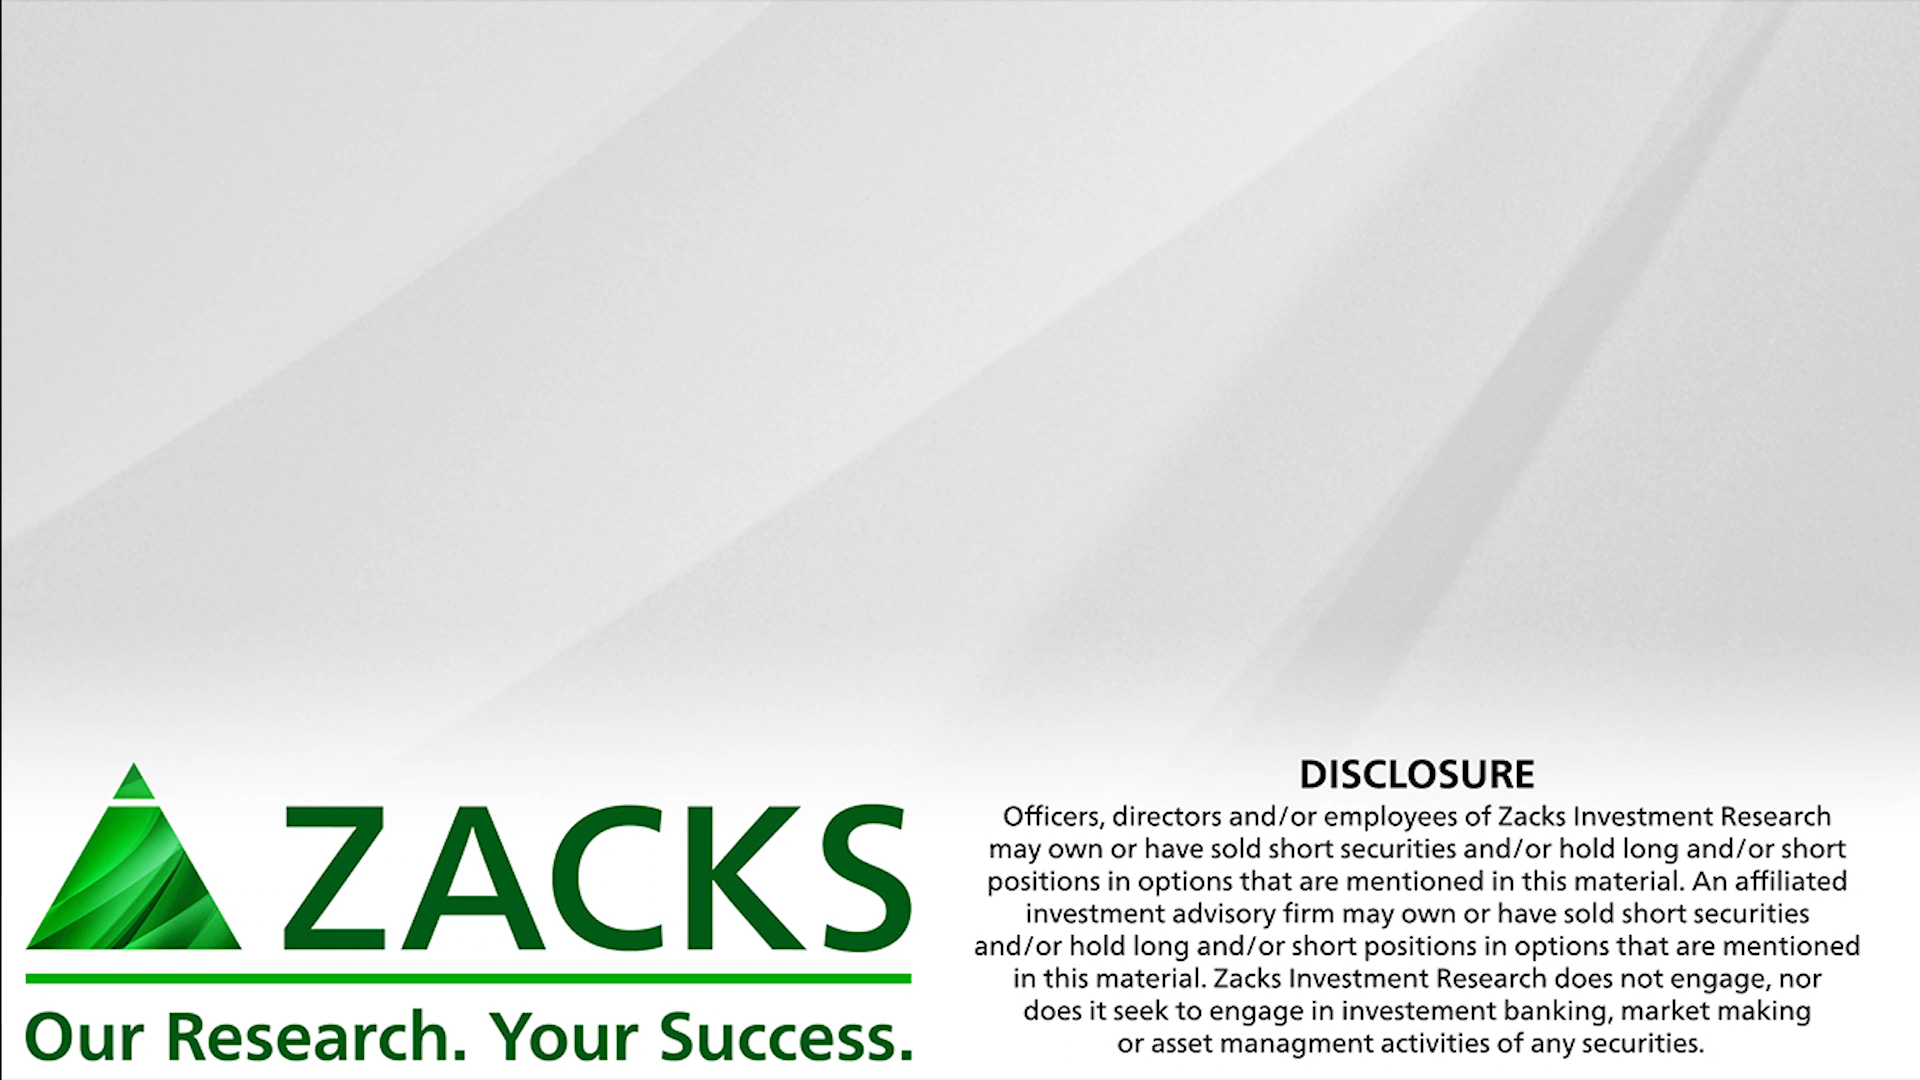 ZACKS
Our Research. Your Success.
DISCLOSURE
Officers, directors and/or employees of Zacks Investment Research
may own or have sold short securities and/or hold long and/or short
positions in options that are mentioned in this material. An affiliated
investment advisory firm may own or have sold short securities
and/or hold long and/or short positions in options that are mentioned
in this material. Zacks Investment Research does not engage, nor
does it seek to engage in investement banking, market making
or asset managment activities of any securities.